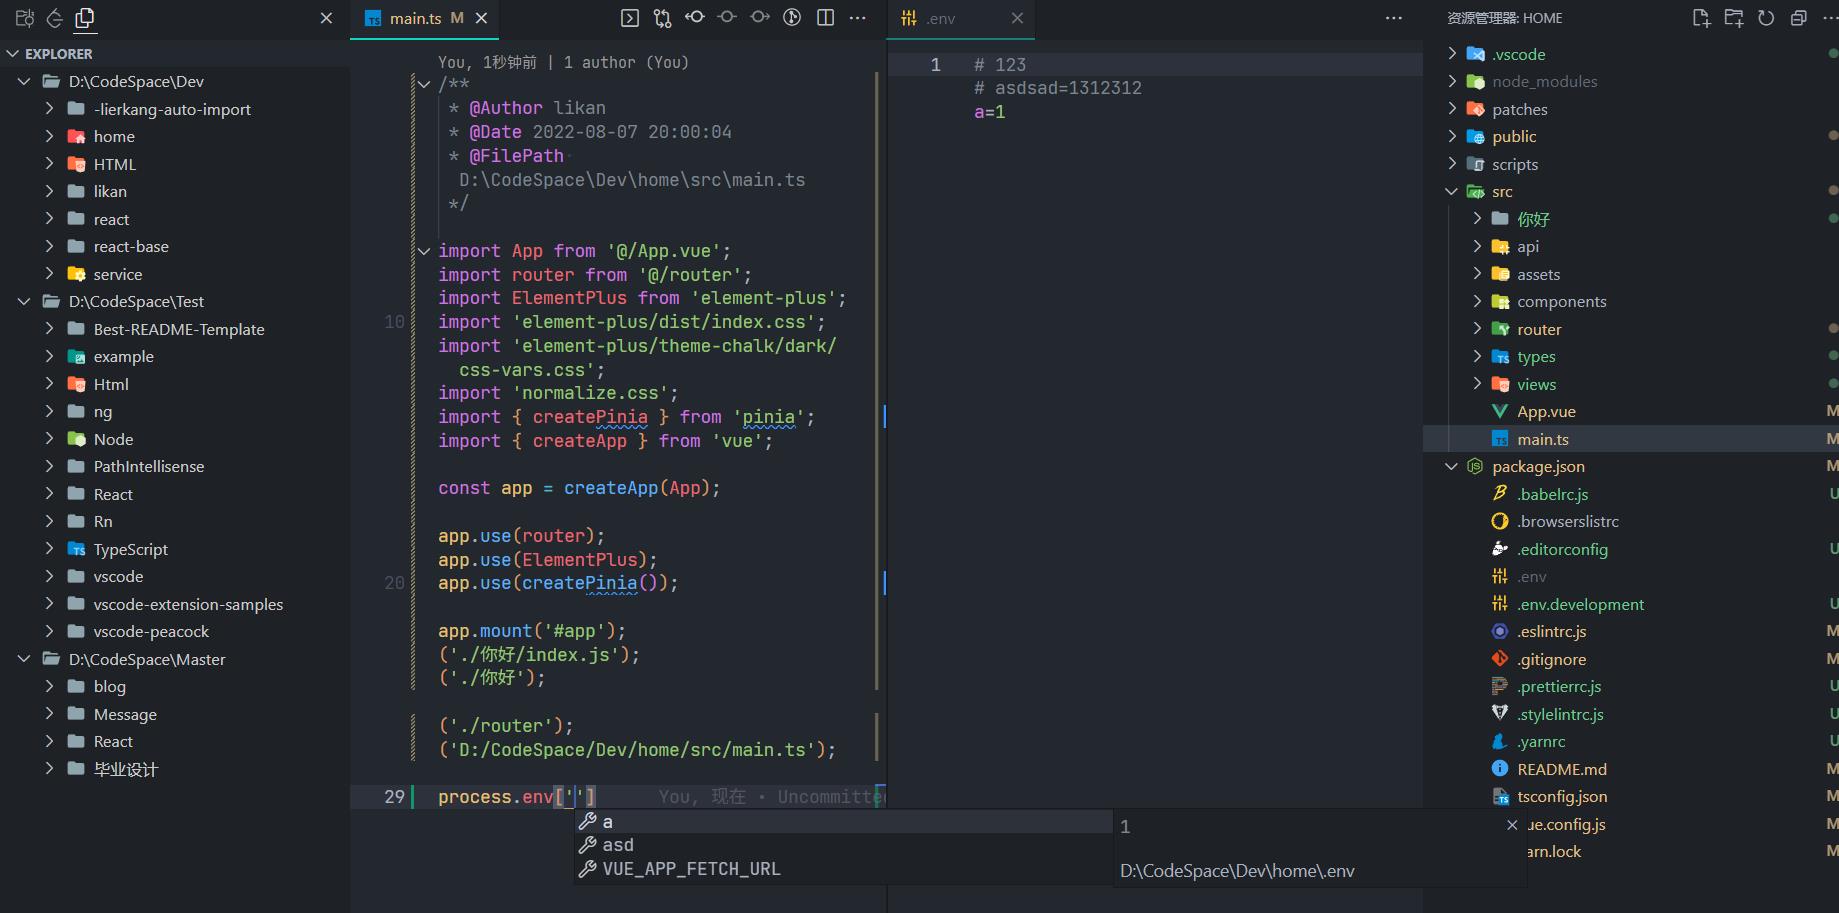 EXPLORER
D:\CodeSpace\Dev
-lierkang-auto-import
home
HTML
likan
react
react-base
service
D:\CodeSpace\Test
Best-README-Template
example
Html
ng
Node
PathIntellisense
React
Rn
TypeScript
vscode
vscode-extension-samples
vscode-peacock
D:\CodeSpace\Master
blog
Message
React
毕业设计
main.ts M
You, 1秒钟前 | 1 author (You)
/**
* @Author likan
* @Date 2022-08-07 20:00:04
* @FilePath
D:\CodeSpace\Dev\home\src\main.ts
*/
import App from '@/App.vue';
import router from '@/router';
import ElementPlus from 'element-plus';
10 import 'element-plus/dist/index.css';
import 'element-plus/theme-chalk/dark/
css-vars.css';
import 'normalize.css';
import { createPinia } from 'pinia';
import { createApp } from 'vue';
const app = createApp(App);
app.use(router);
app.use(ElementPlus);
20 app.use(createPinia());
app.mount('#app');
('./你好/index.js');
('./你好');
('./router');
('D:/CodeSpace/Dev/home/src/main.ts');
29 process.env[''] You, 现在 • Uncommitted
a
asd
VUE_APP_FETCH_URL
1
D:\CodeSpace\Dev\home\.env
.env
1 # 123
# asdsad=1312312
a=1
资源管理器: HOME
.vscode
node_modules
patches
public
scripts
src
你好
api
assets
components
router
types
views
App.vue M
main.ts M
package.json M
.babelrc.js U
.browserslistrc
.editorconfig U
.env
.env.development U
.eslintrc.js M
.gitignore M
.prettierrc.js U
.stylelintrc.js U
.yarnrc U
README.md M
tsconfig.json M
ue.config.js M
arn.lock M